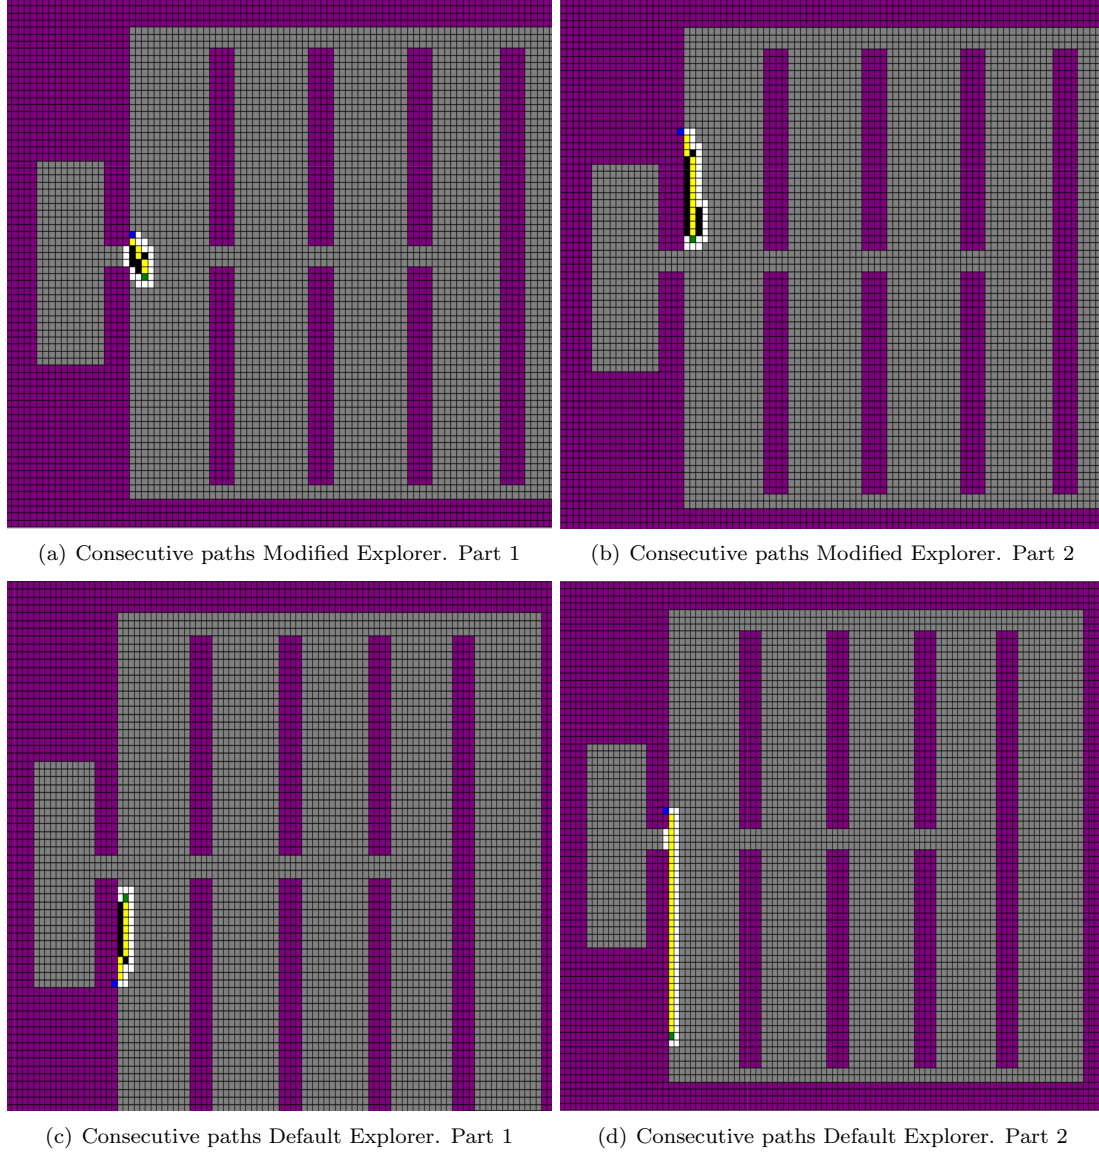 (a) Consecutive paths Modified Explorer. Part 1
(b) Consecutive paths Modified Explorer. Part 2
(c) Consecutive paths Default Explorer. Part 1
(d) Consecutive paths Default Explorer. Part 2